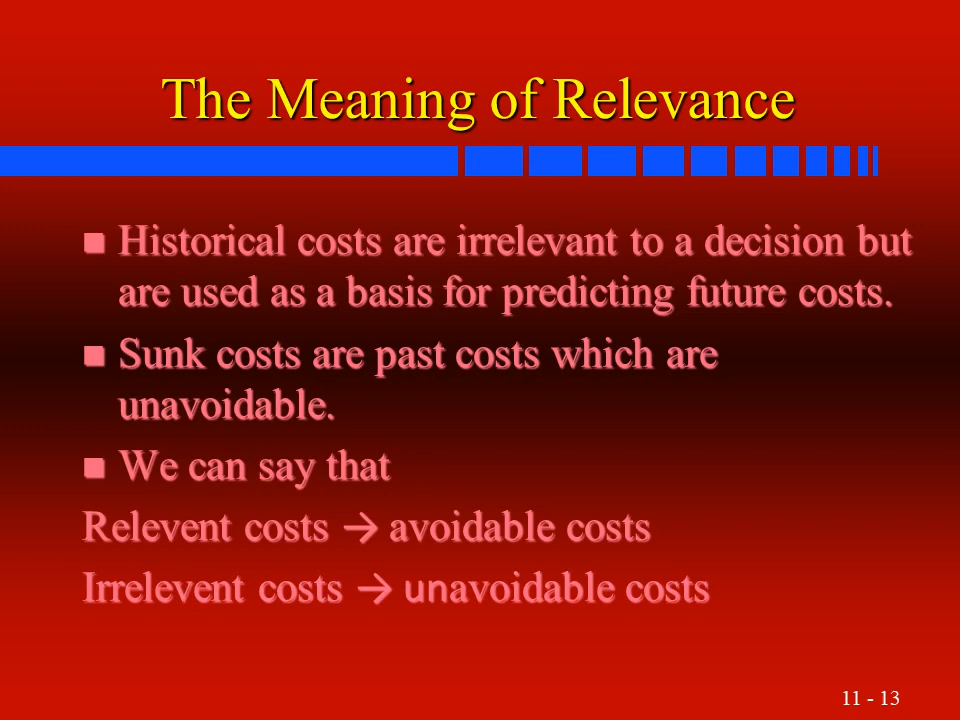 The Meaning of Relevance
Historical costs are irrelevant to a decision but
are used as a basis for predicting future costs.
Sunk costs are past costs which are
unavoidable.
We can say that
Relevent costs → avoidable costs
Irrelevent costs → unavoidable costs
11 - 13